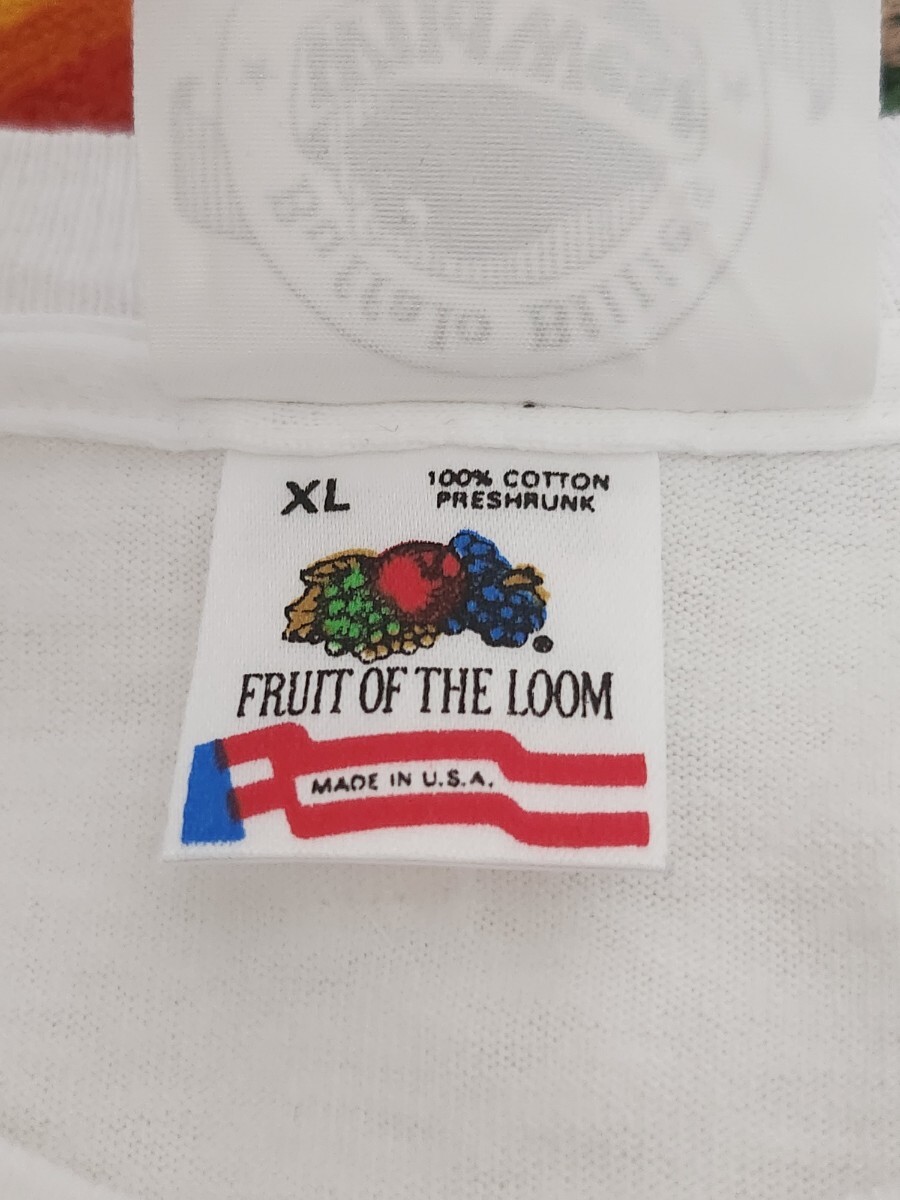 XL
100% COTTON
PRESHRUNK
FRUIT OF THE LOOM
MADE IN U.S.A.